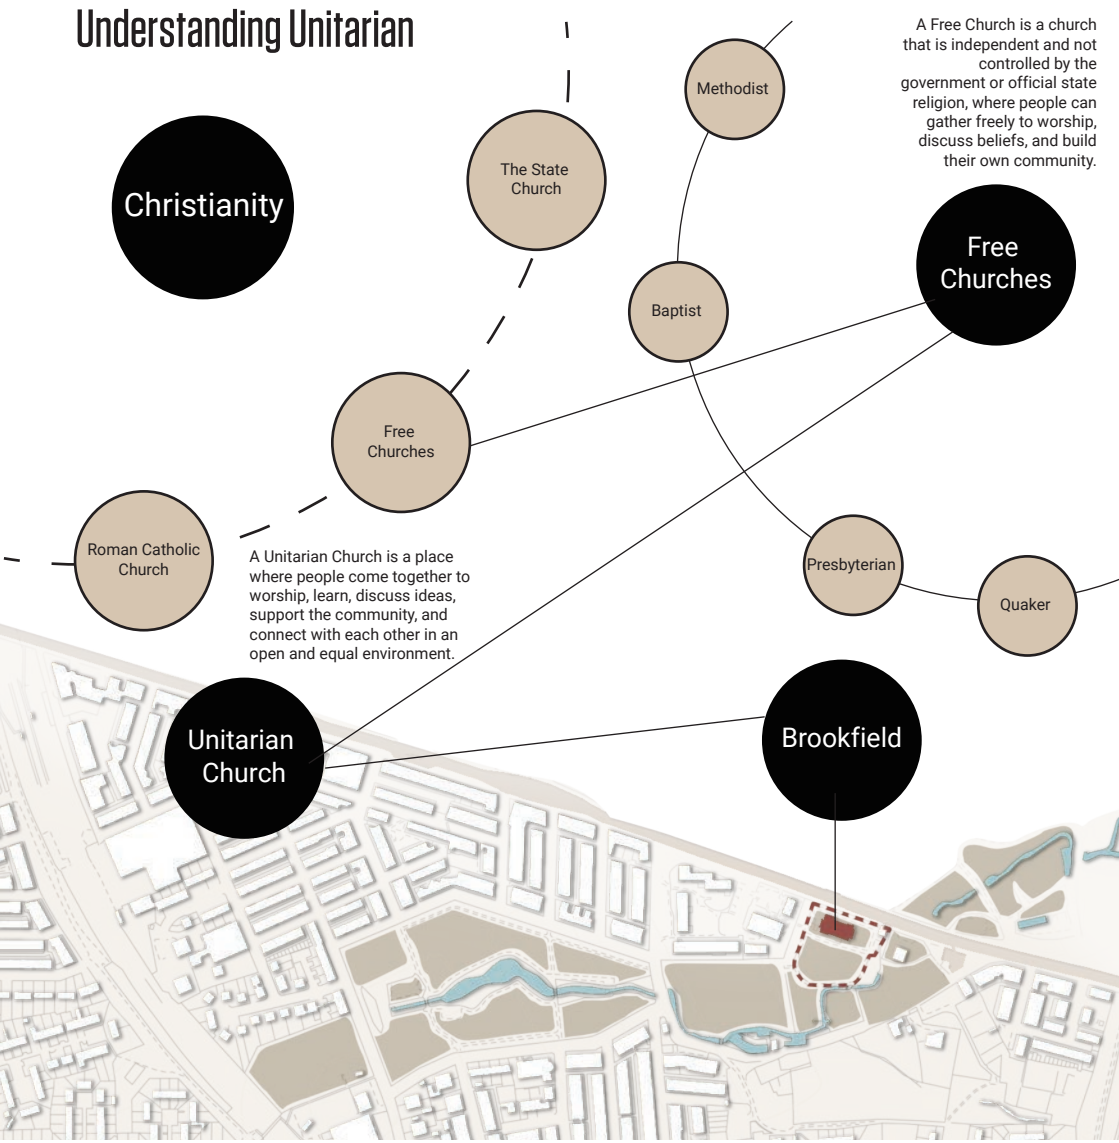 Understanding Unitarian
Christianity
The State
Church
Methodist
A Free Church is a church
that is independent and not
controlled by the
government or official state
religion, where people can
gather freely to worship,
discuss beliefs, and build
their own community.
Free
Churches
Baptist
Free
Churches
Roman Catholic
Church
A Unitarian Church is a place
where people come together to
worship, learn, discuss ideas,
support the community, and
connect with each other in an
open and equal environment.
Presbyterian
Quaker
Unitarian
Church
Brookfield